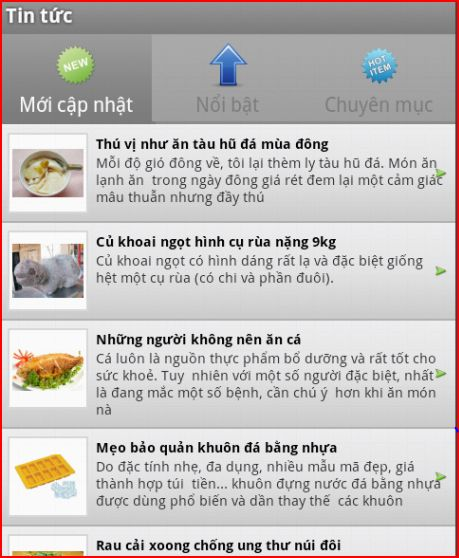 Tin tức
NEW
HOT
ITEM
Mới cập nhật
Nổi bật
Chuyên mục
Thú vị như ăn tàu hũ đá mùa đông
Mỗi độ gió đông về, tôi lại thèm ly tàu hũ đá. Món ăn
lạnh ăn trong ngày đông giá rét đem lại một cảm giác
mâu thuẫn nhưng đầy thú
Củ khoai ngọt hình cụ rùa nặng 9kg
Củ khoai ngọt có hình dáng rất lạ và đặc biệt giống
hệt một cụ rùa (có chi và phần đuôi).
Những người không nên ăn cá
Cá luôn là nguồn thực phẩm bổ dưỡng và rất tốt cho
sức khoẻ. Tuy nhiên với một số người đặc biệt, nhất
là đang mắc một số bệnh, cần chú ý hơn khi ăn món
nà
Mẹo bảo quản khuôn đá bằng nhựa
Do đặc tính nhẹ, đa dụng, nhiều mẫu mã đẹp, giá
thành hợp túi tiền... khuôn đựng nước đá bằng nhựa
được dùng phổ biến và dần thay thế các khuôn
Rau cải xoong chống ung thư núi đôi